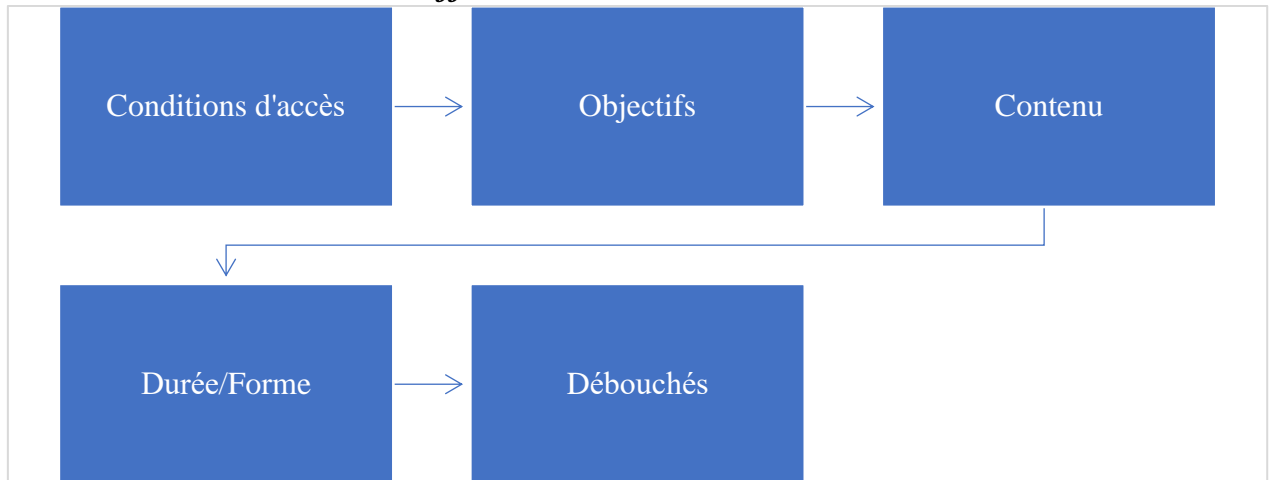 Conditions d'accès
Objectifs
Contenu
Durée/Forme
Débouchés